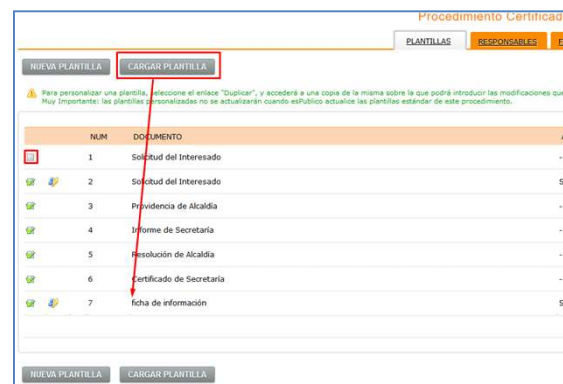 Procedimiento Certificad
PLANTILLAS RESPONSABLES
NUEVA PLANTILLA CARGAR PLANTILLA
Para personalizar una plantilla, seleccione el enlace "Duplicar", y accederá a una copia de la misma sobre la que podrá introducir las modificaciones que
Muy Importante: las plantillas personalizadas no se actualizarán cuando esPublico actualice las plantillas estándar de este procedimiento.
NUM DOCUMENTO
1 Solicitud del Interesado -
2 Solicitud del Interesado S
3 Providencia de Alcaldía -
4 Informe de Secretaría -
5 Resolución de Alcaldía -
6 Certificado de Secretaría -
7 ficha de información S
NUEVA PLANTILLA CARGAR PLANTILLA